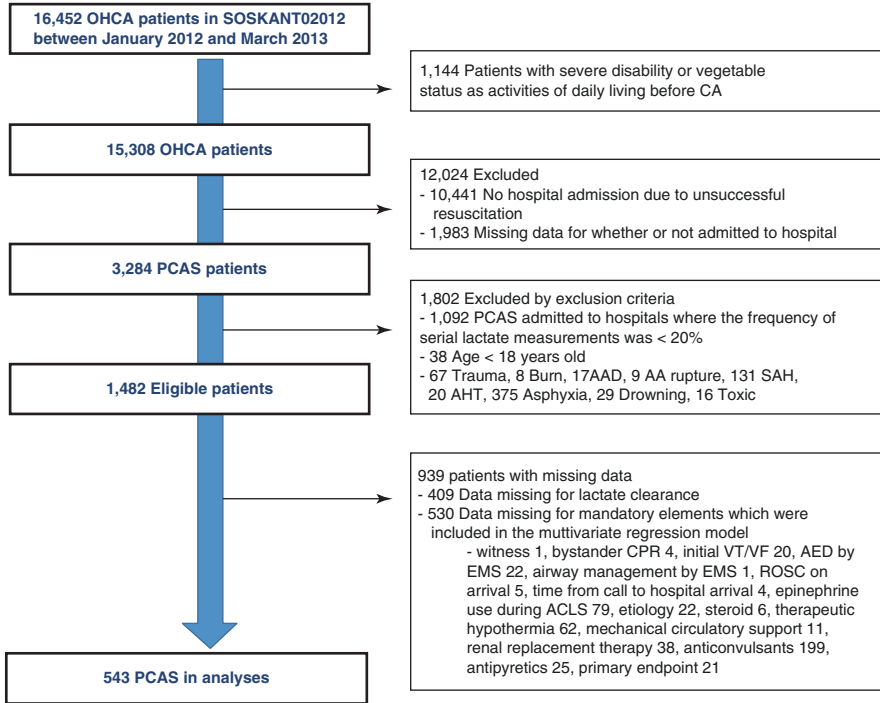 16,452 OHCA patients in SOSKANT02012
between January 2012 and March 2013
1,144 Patients with severe disability or vegetable
status as activities of daily living before CA
15,308 OHCA patients
12,024 Excluded
- 10,441 No hospital admission due to unsuccessful
resuscitation
- 1,983 Missing data for whether or not admitted to hospital
3,284 PCAS patients
1,802 Excluded by exclusion criteria
- 1,092 PCAS admitted to hospitals where the frequency of
serial lactate measurements was < 20%
- 38 Age < 18 years old
- 67 Trauma, 8 Burn, 17AAD, 9 AA rupture, 131 SAH,
20 AHT, 375 Asphyxia, 29 Drowning, 16 Toxic
1,482 Eligible patients
939 patients with missing data
- 409 Data missing for lactate clearance
- 530 Data missing for mandatory elements which were
included in the muttivariate regression model
- witness 1, bystander CPR 4, initial VT/VF 20, AED by
EMS 22, airway management by EMS 1, ROSC on
arrival 5, time from call to hospital arrival 4, epinephrine
use during ACLS 79, etiology 22, steroid 6, therapeutic
hypothermia 62, mechanical circulatory support 11,
renal replacement therapy 38, anticonvulsants 199,
antipyretics 25, primary endpoint 21
543 PCAS in analyses